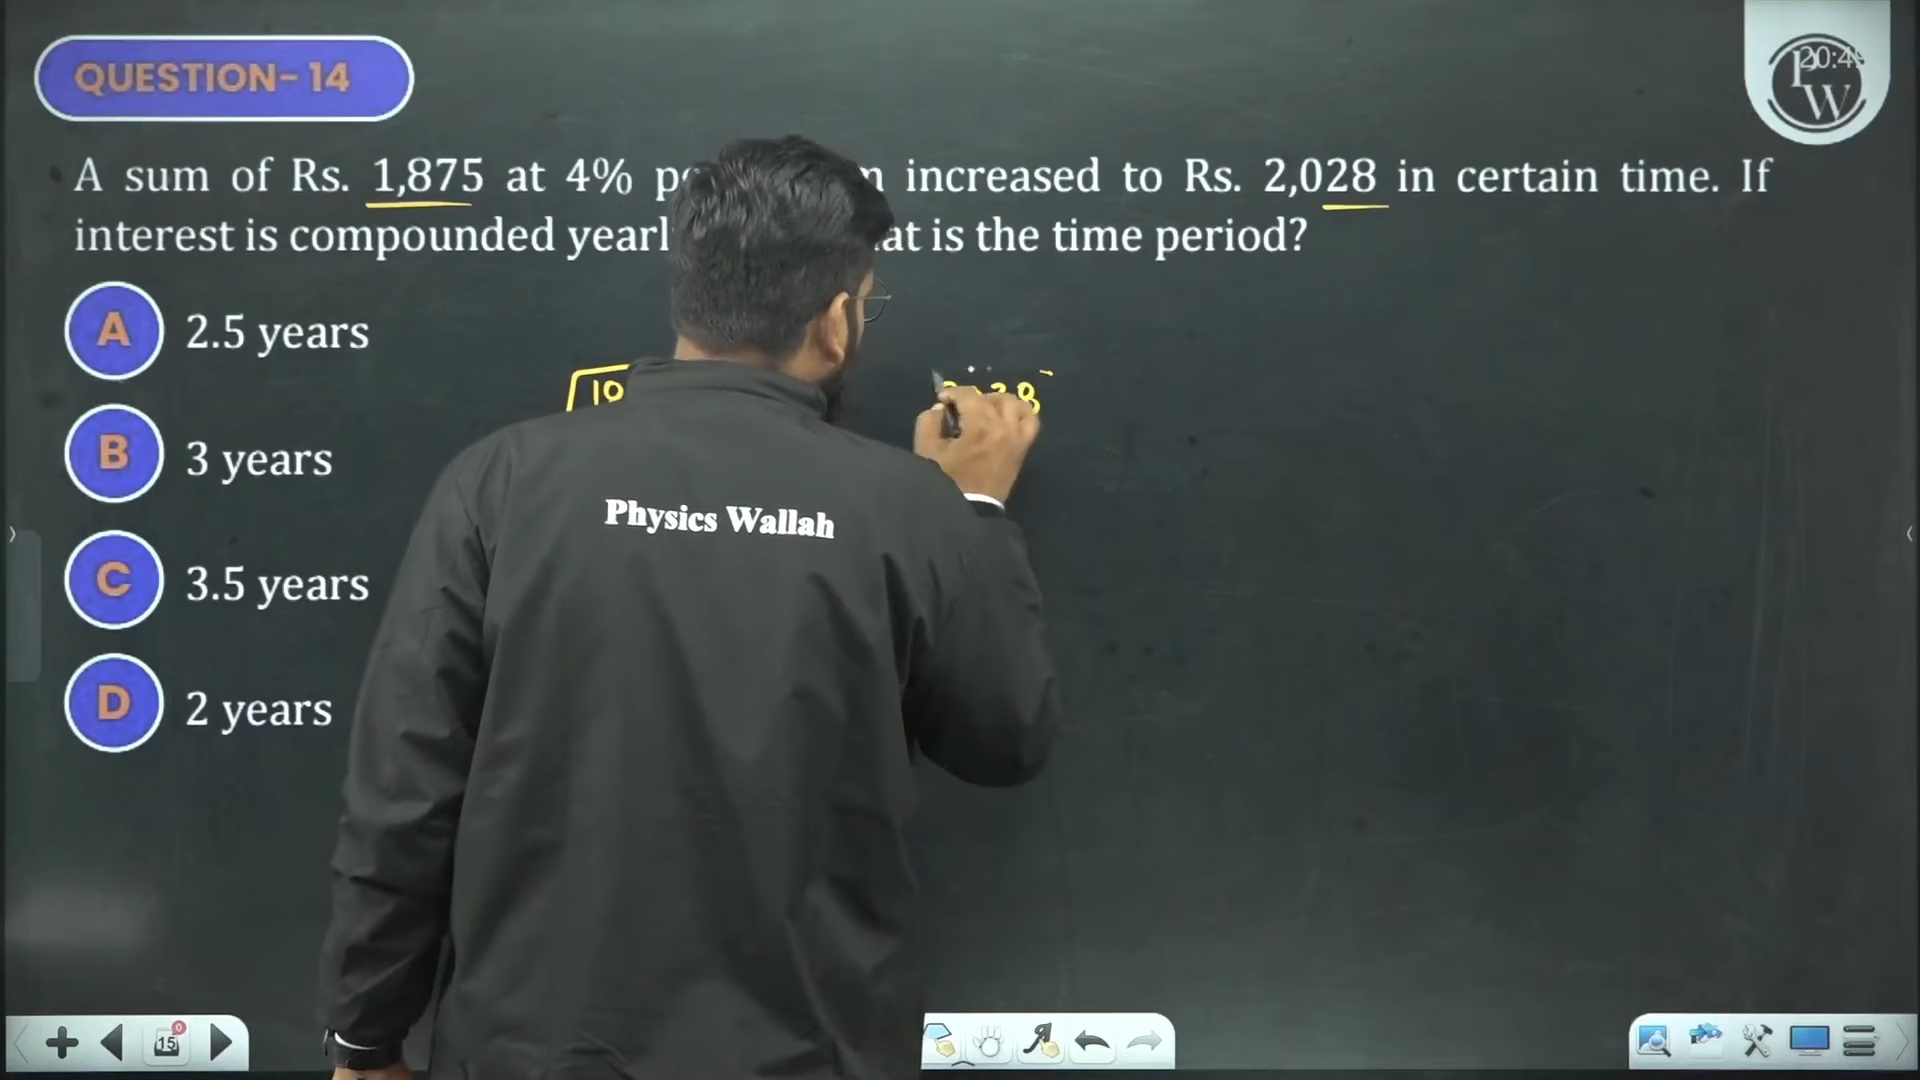 QUESTION- 14
20:4
PW
A sum of Rs. 1,875 at 4% increased to Rs. 2,028 in certain time. If
interest is compounded is the time period?
A 2.5 years
B 3 years
C 3.5 years
D 2 years
Physics Wallah
15
0